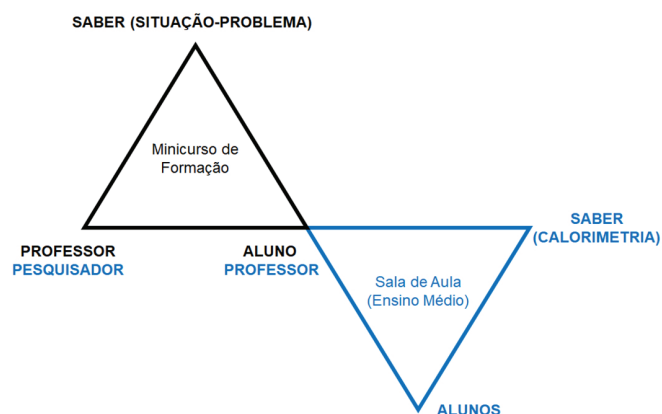 SABER (SITUAÇÃO-PROBLEMA)
Minicurso de
Formação
PROFESSOR
PESQUISADOR
ALUNO
PROFESSOR
SABER
(CALORIMETRIA)
Sala de Aula
(Ensino Médio)
ALUNOS